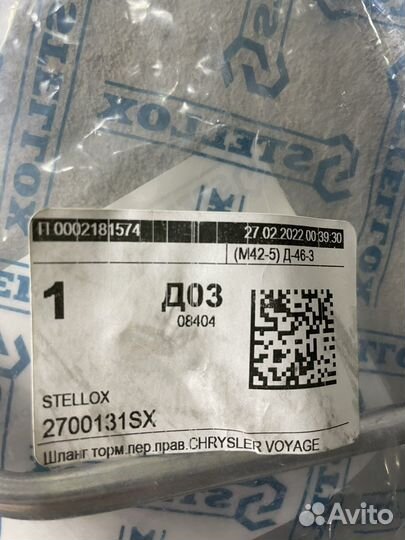 STELLOX
STELLOX
STELLOX
П 0002181574 27.02.2022 00:39:30
(М42-5) Д-46-3
1 Д03
08404
STELLOX
2700131SX
Шланг торм.пер.прав.CHRYSLER VOYAGE
Avito